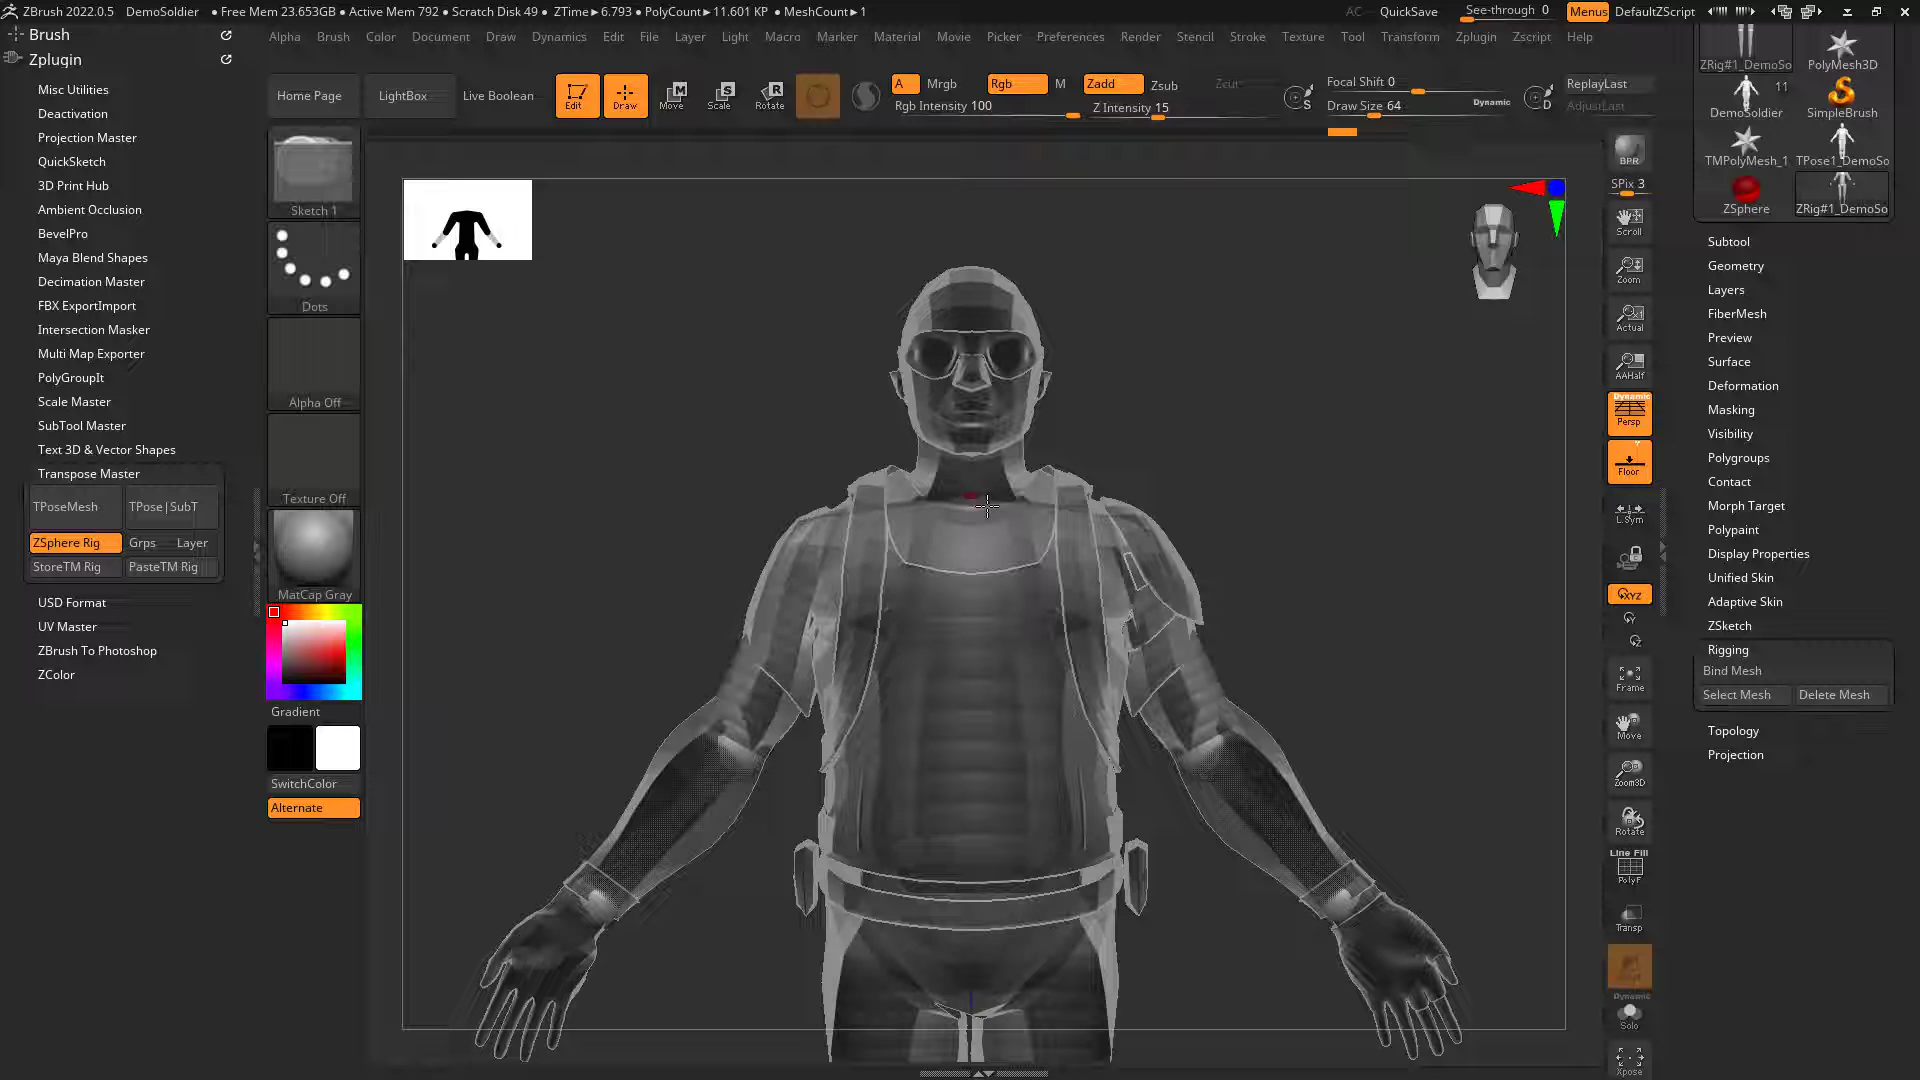 ZBrush 2022.0.5 DemoSoldier ● Free Mem 23.653GB ● Active Mem 792 ● Scratch Disk 49 ● ZTime►6.793 ● PolyCount►11.601 KP ● MeshCount►1 AC QuickSave See-through 0 Menus DefaultZScript
Brush
Zplugin
Misc Utilities
Deactivation
Projection Master
QuickSketch
3D Print Hub
Ambient Occlusion
BevelPro
Maya Blend Shapes
Decimation Master
FBX ExportImport
Intersection Masker
Multi Map Exporter
PolyGroupIt
Scale Master
SubTool Master
Text 3D & Vector Shapes
Transpose Master
TPoseMesh TPose|SubT
ZSphere Rig Grps Layer
StoreTM Rig PasteTM Rig
USD Format
UV Master
ZBrush To Photoshop
ZColor
Alpha Brush Color Document Draw Dynamics Edit File Layer Light Macro Marker Material Movie Picker Preferences Render Stencil Stroke Texture Tool Transform Zplugin Zscript Help
Home Page LightBox Live Boolean Edit Draw Move Scale Rotate
M S R
A Mrgb Rgb M Zadd Zsub Zcut
Rgb Intensity 100 Z Intensity 15
S Focal Shift 0
Draw Size 64 Dynamic D
ReplayLast
AdjustLast
Sketch 1
Dots
Alpha Off
Texture Off
MatCap Gray
Gradient
SwitchColor
Alternate
BPR
SPix 3
Scroll
Zoom
Actual
AAHalf
Dynamic
Persp
Floor
L.Sym
XYZ
Y
Z
Frame
Move
Zoom3D
Rotate
Line Fill
PolyF
Transp
Dynamic
Solo
Xpose
ZRig#1_DemoSo PolyMesh3D
11
DemoSoldier SimpleBrush
TMPolyMesh_1 TPose1_DemoSo
ZSphere ZRig#1_DemoSo
Subtool
Geometry
Layers
FiberMesh
Preview
Surface
Deformation
Masking
Visibility
Polygroups
Contact
Morph Target
Polypaint
Display Properties
Unified Skin
Adaptive Skin
ZSketch
Rigging
Bind Mesh
Select Mesh Delete Mesh
Topology
Projection